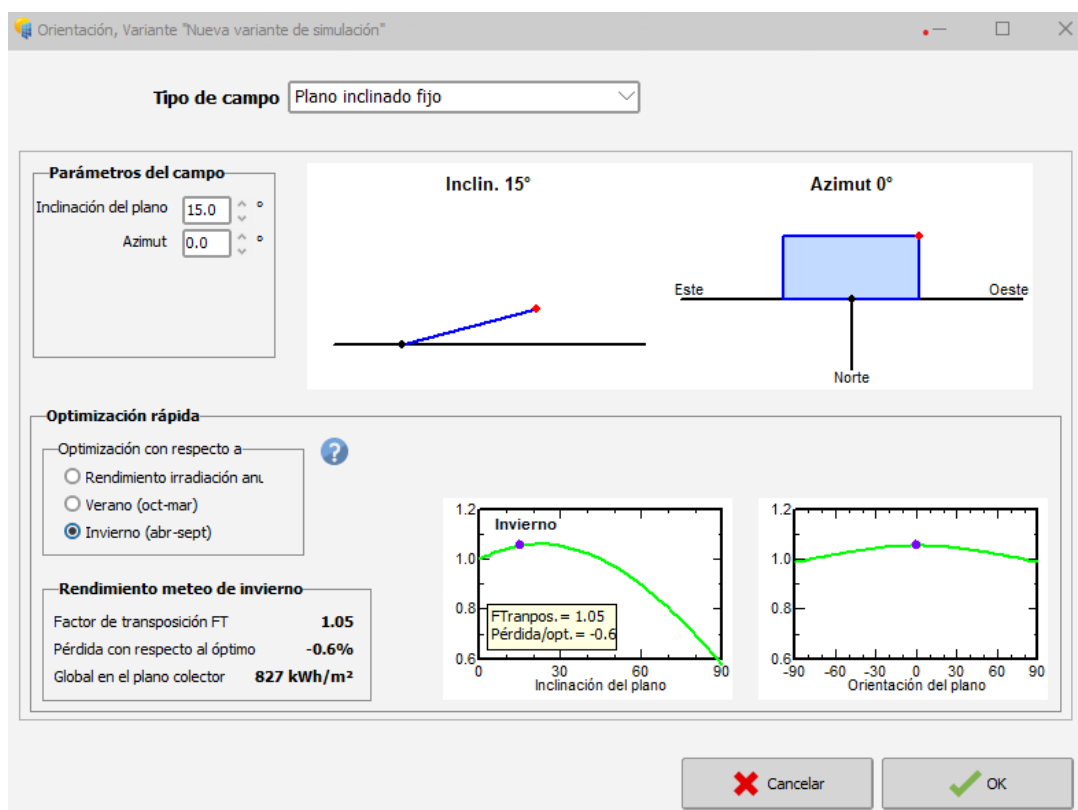 Orientación, Variante "Nueva variante de simulación"
Tipo de campo Plano inclinado fijo
Parámetros del campo
Inclinación del plano 15.0 °
Azimut 0.0 °
Inclin. 15°
Azimut 0°
Este
Oeste
Norte
Optimización rápida
Optimización con respecto a
Rendimiento irradiación anu
Verano (oct-mar)
Invierno (abr-sept)
?
Rendimiento meteo de invierno
Factor de transposición FT 1.05
Pérdida con respecto al óptimo -0.6%
Global en el plano colector 827 kWh/m²
1.2
1.0
0.8
0.6
Invierno
FTranpos.= 1.05
Pérdida/opt.= -0.6
0 30 60 90
Inclinación del plano
1.2
1.0
0.8
0.6
-90 -60 -30 0 30 60 90
Orientación del plano
Cancelar
OK